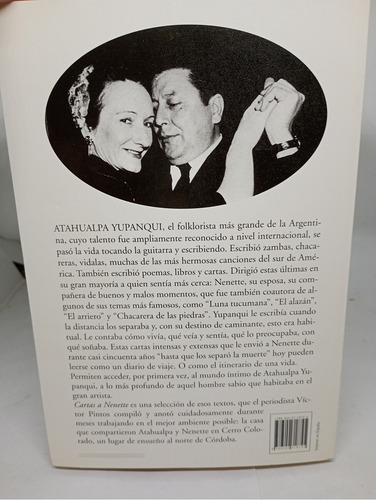 ATAHUALPA YUPANQUI, el folklorista más grande de la Argenti-
na, cuyo talento fue ampliamente reconocido a nivel internacional, se
pasó la vida tocando la guitarra y escribiendo. Escribió zambas, chaca-
reras, vidalas, muchas de las más hermosas canciones del sur de Amé-
rica. También escribió poemas, libros y cartas. Dirigió estas últimas en
su gran mayoría a quien sentía más cerca: Nenette, su esposa, su com-
pañera de buenos y malos momentos, que fue también coautora de al-
gunos de sus temas más famosos, como "Luna tucumana", "El alazán",
"El arriero" y "Chacarera de las piedras". Yupanqui le escribía cuando
la distancia los separaba y, con su destino de caminante, esto era habi-
tual. Le contaba cómo vivía, qué veía y sentía, qué lo preocupaba, con
qué soñaba. Estas cartas intensas y extensas que le envió a Nenette du-
rante casi cincuenta años "hasta que los separó la muerte" hoy pueden
leerse como un diario de viaje. O como el itinerario de una vida.
Permiten acceder, por primera vez, al mundo íntimo de Atahualpa Yu-
panqui, a lo más profundo de aquel hombre sabio que habitaba en el
gran artista.
Cartas a Nenette es una selección de esos textos, que el periodista Víc-
tor Pintos compiló y anotó cuidadosamente durante
meses trabajando en el mejor ambiente posible: la casa
que compartieron Atahualpa y Nenette en Cerro Colo-
rado, un lugar de ensueño al norte de Córdoba.